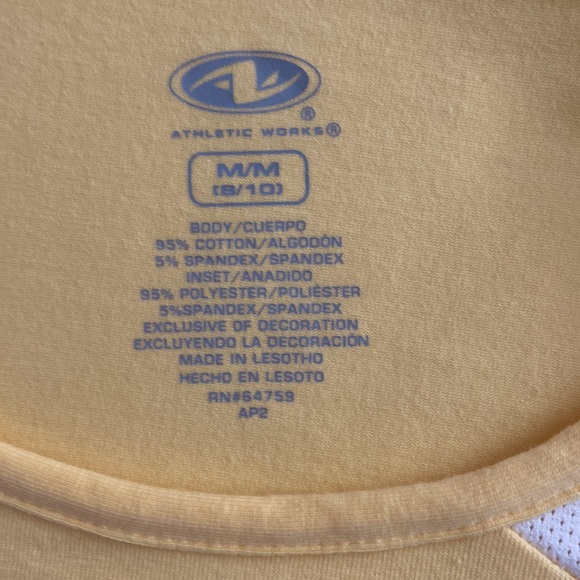 ATHLETIC WORKS®
M/M
(8/10)
BODY/CUERPO
95% COTTON/ALGODÓN
5% SPANDEX/SPANDEX
INSET/ANADIDO
95% POLYESTER/POLIÉSTER
5%SPANDEX/SPANDEX
EXCLUSIVE OF DECORATION
EXCLUYENDO LA DECORACIÓN
MADE IN LESOTHO
HECHO EN LESOTO
RN#64759
AP2